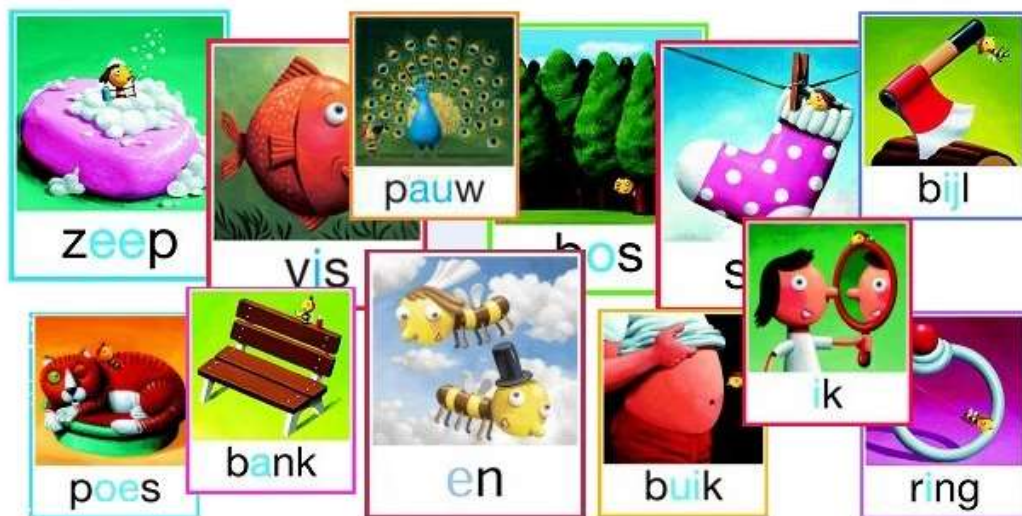 zeep
vis
pauw
bos
s
bijl
poes
bank
en
buik
ik
ring